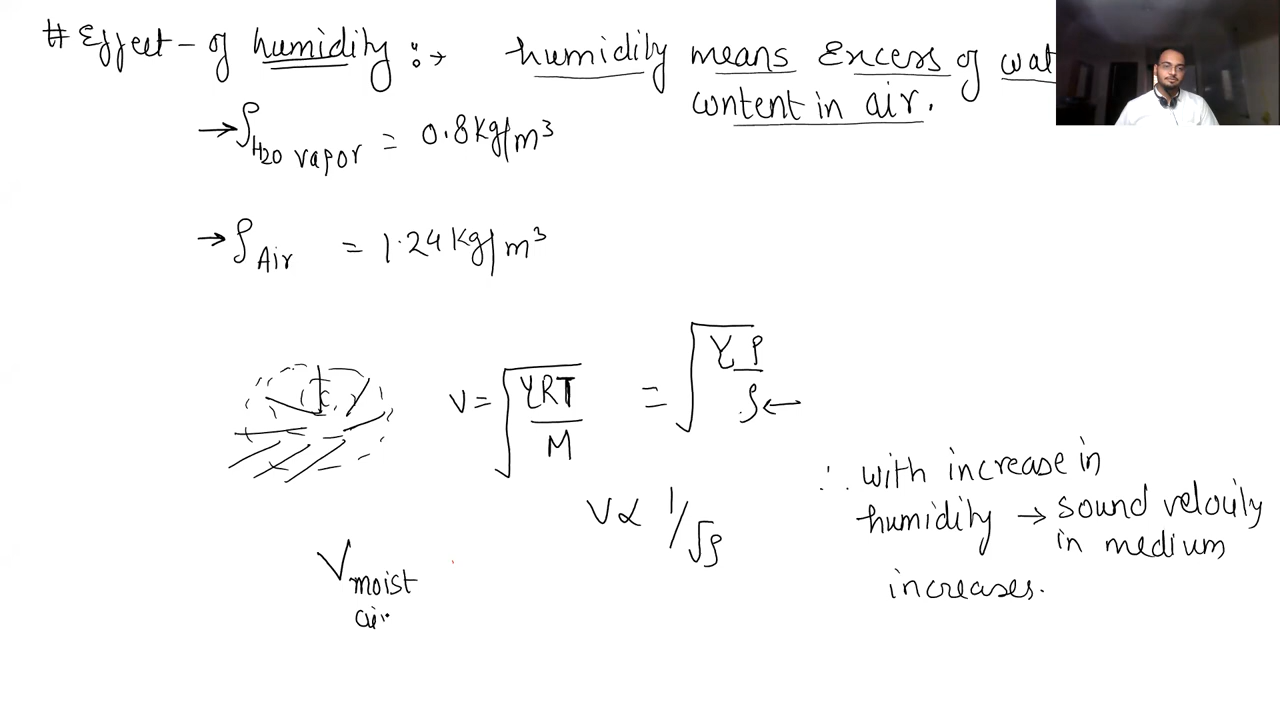 # Effect - of humidity :→ humidity means Excess of wat
content in air.
→ ρH2O vapor = 0.8 kg/m³
→ ρAir = 1.24 kg/m³
V = √(γRT/M) = √(γP/ρ) ←
V ∝ 1/√ρ
∴ with increase in
humidity → sound velouity
in medium
increases.
Vmoist
air